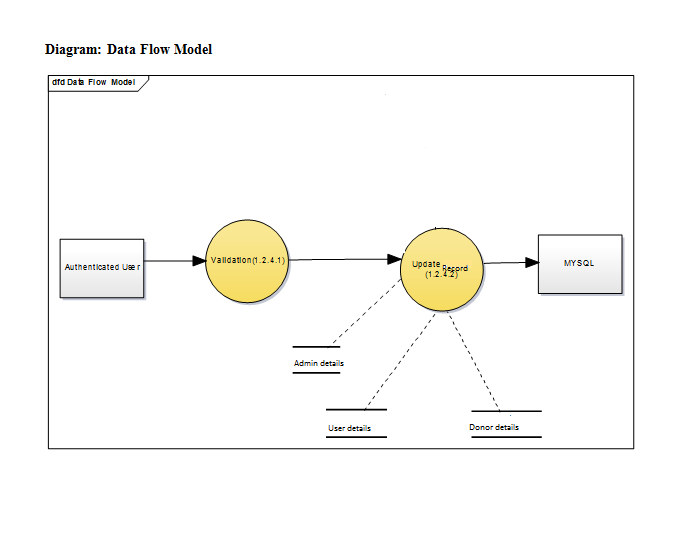 Diagram: Data Flow Model
dfd Data Flow Model
Authenticated User
Validation(1.2.4.1)
Update Record
(1.2.4.2)
MYSQL
Admin details
User details
Donor details